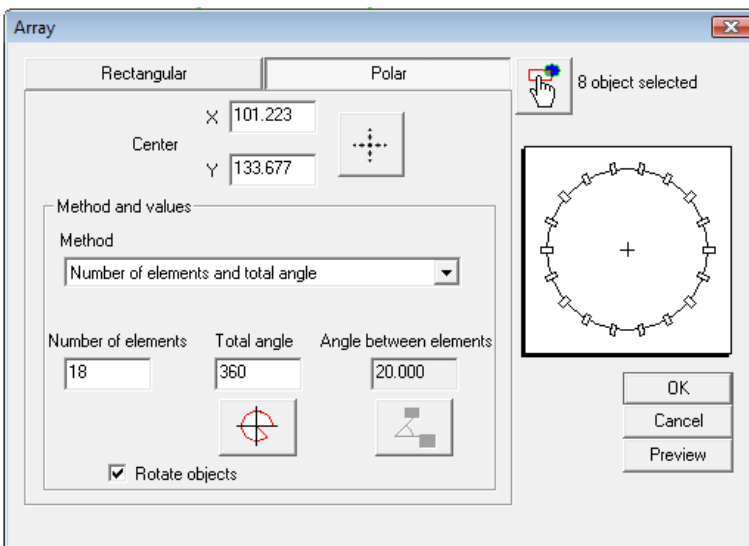 Array
Rectangular
Polar
8 object selected
X 101.223
Center
Y 133.677
Method and values
Method
Number of elements and total angle
Number of elements Total angle Angle between elements
18 360 20.000
Rotate objects
OK
Cancel
Preview